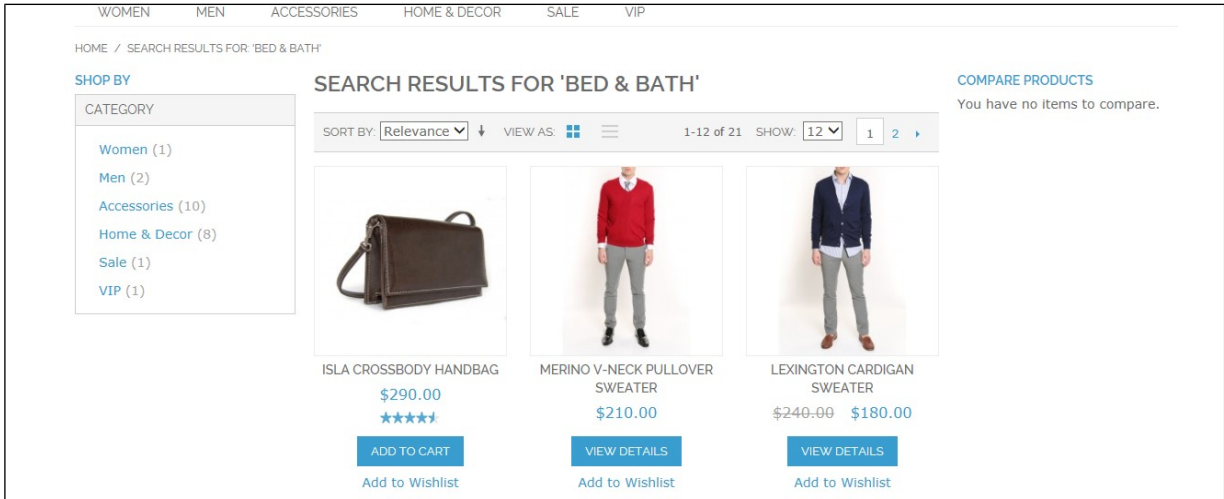 WOMEN MEN ACCESSORIES HOME & DECOR SALE VIP
HOME / SEARCH RESULTS FOR: 'BED & BATH'
SHOP BY
CATEGORY
Women (1)
Men (2)
Accessories (10)
Home & Decor (8)
Sale (1)
VIP (1)
SEARCH RESULTS FOR 'BED & BATH'
SORT BY: Relevance VIEW AS: 1-12 of 21 SHOW: 12 1 2
ISLA CROSSBODY HANDBAG
$290.00
ADD TO CART
Add to Wishlist
MERINO V-NECK PULLOVER
SWEATER
$210.00
VIEW DETAILS
Add to Wishlist
LEXINGTON CARDIGAN
SWEATER
$240.00 $180.00
VIEW DETAILS
Add to Wishlist
COMPARE PRODUCTS
You have no items to compare.